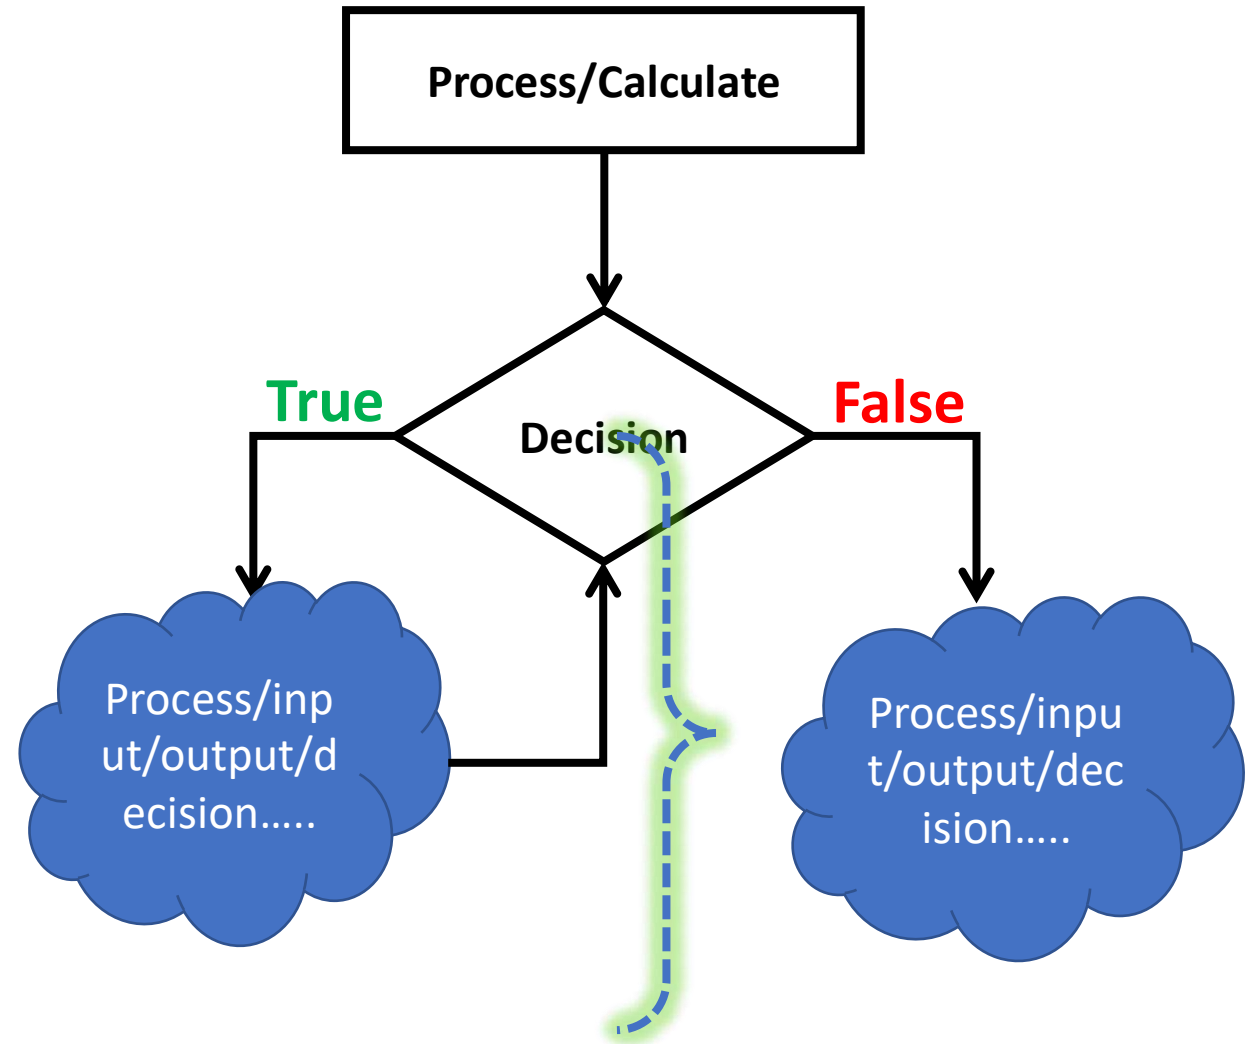 Process/Calculate
True
False
Decision
Process/inp
ut/output/d
ecision.....
Process/inpu
t/output/dec
ision.....